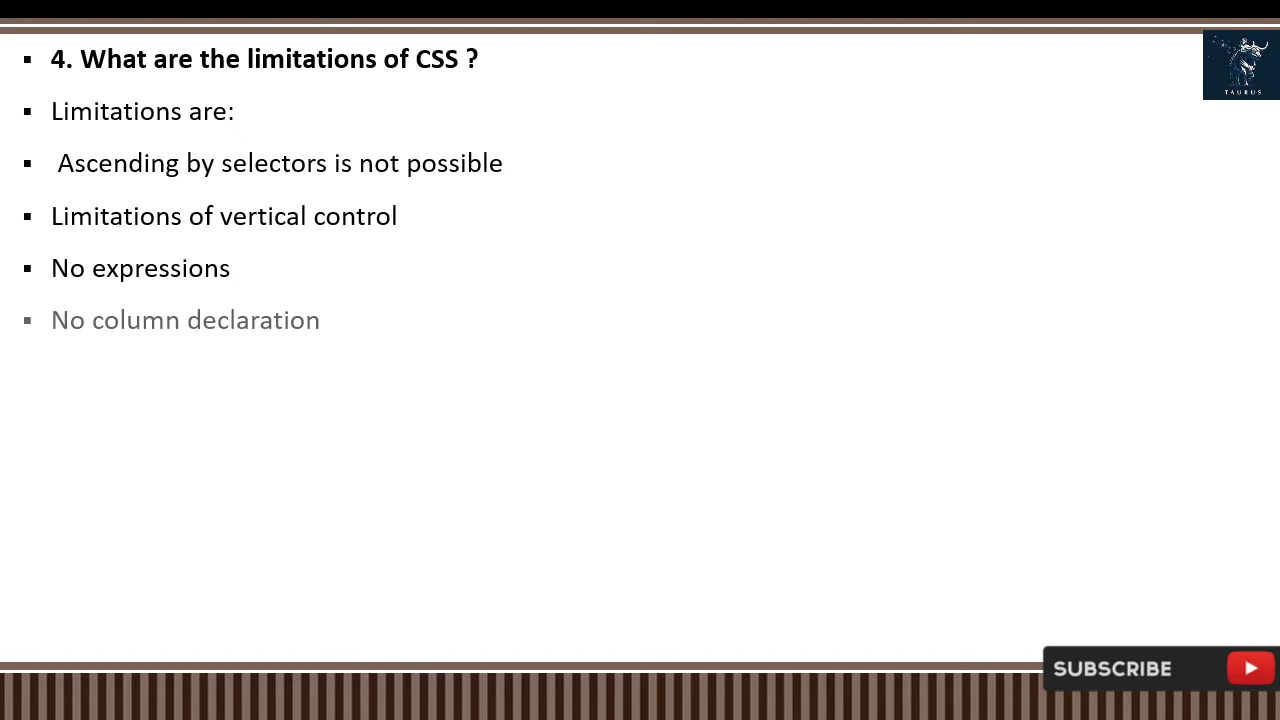 4. What are the limitations of CSS ?
Limitations are:
Ascending by selectors is not possible
Limitations of vertical control
No expressions
No column declaration
TAURUS
SUBSCRIBE